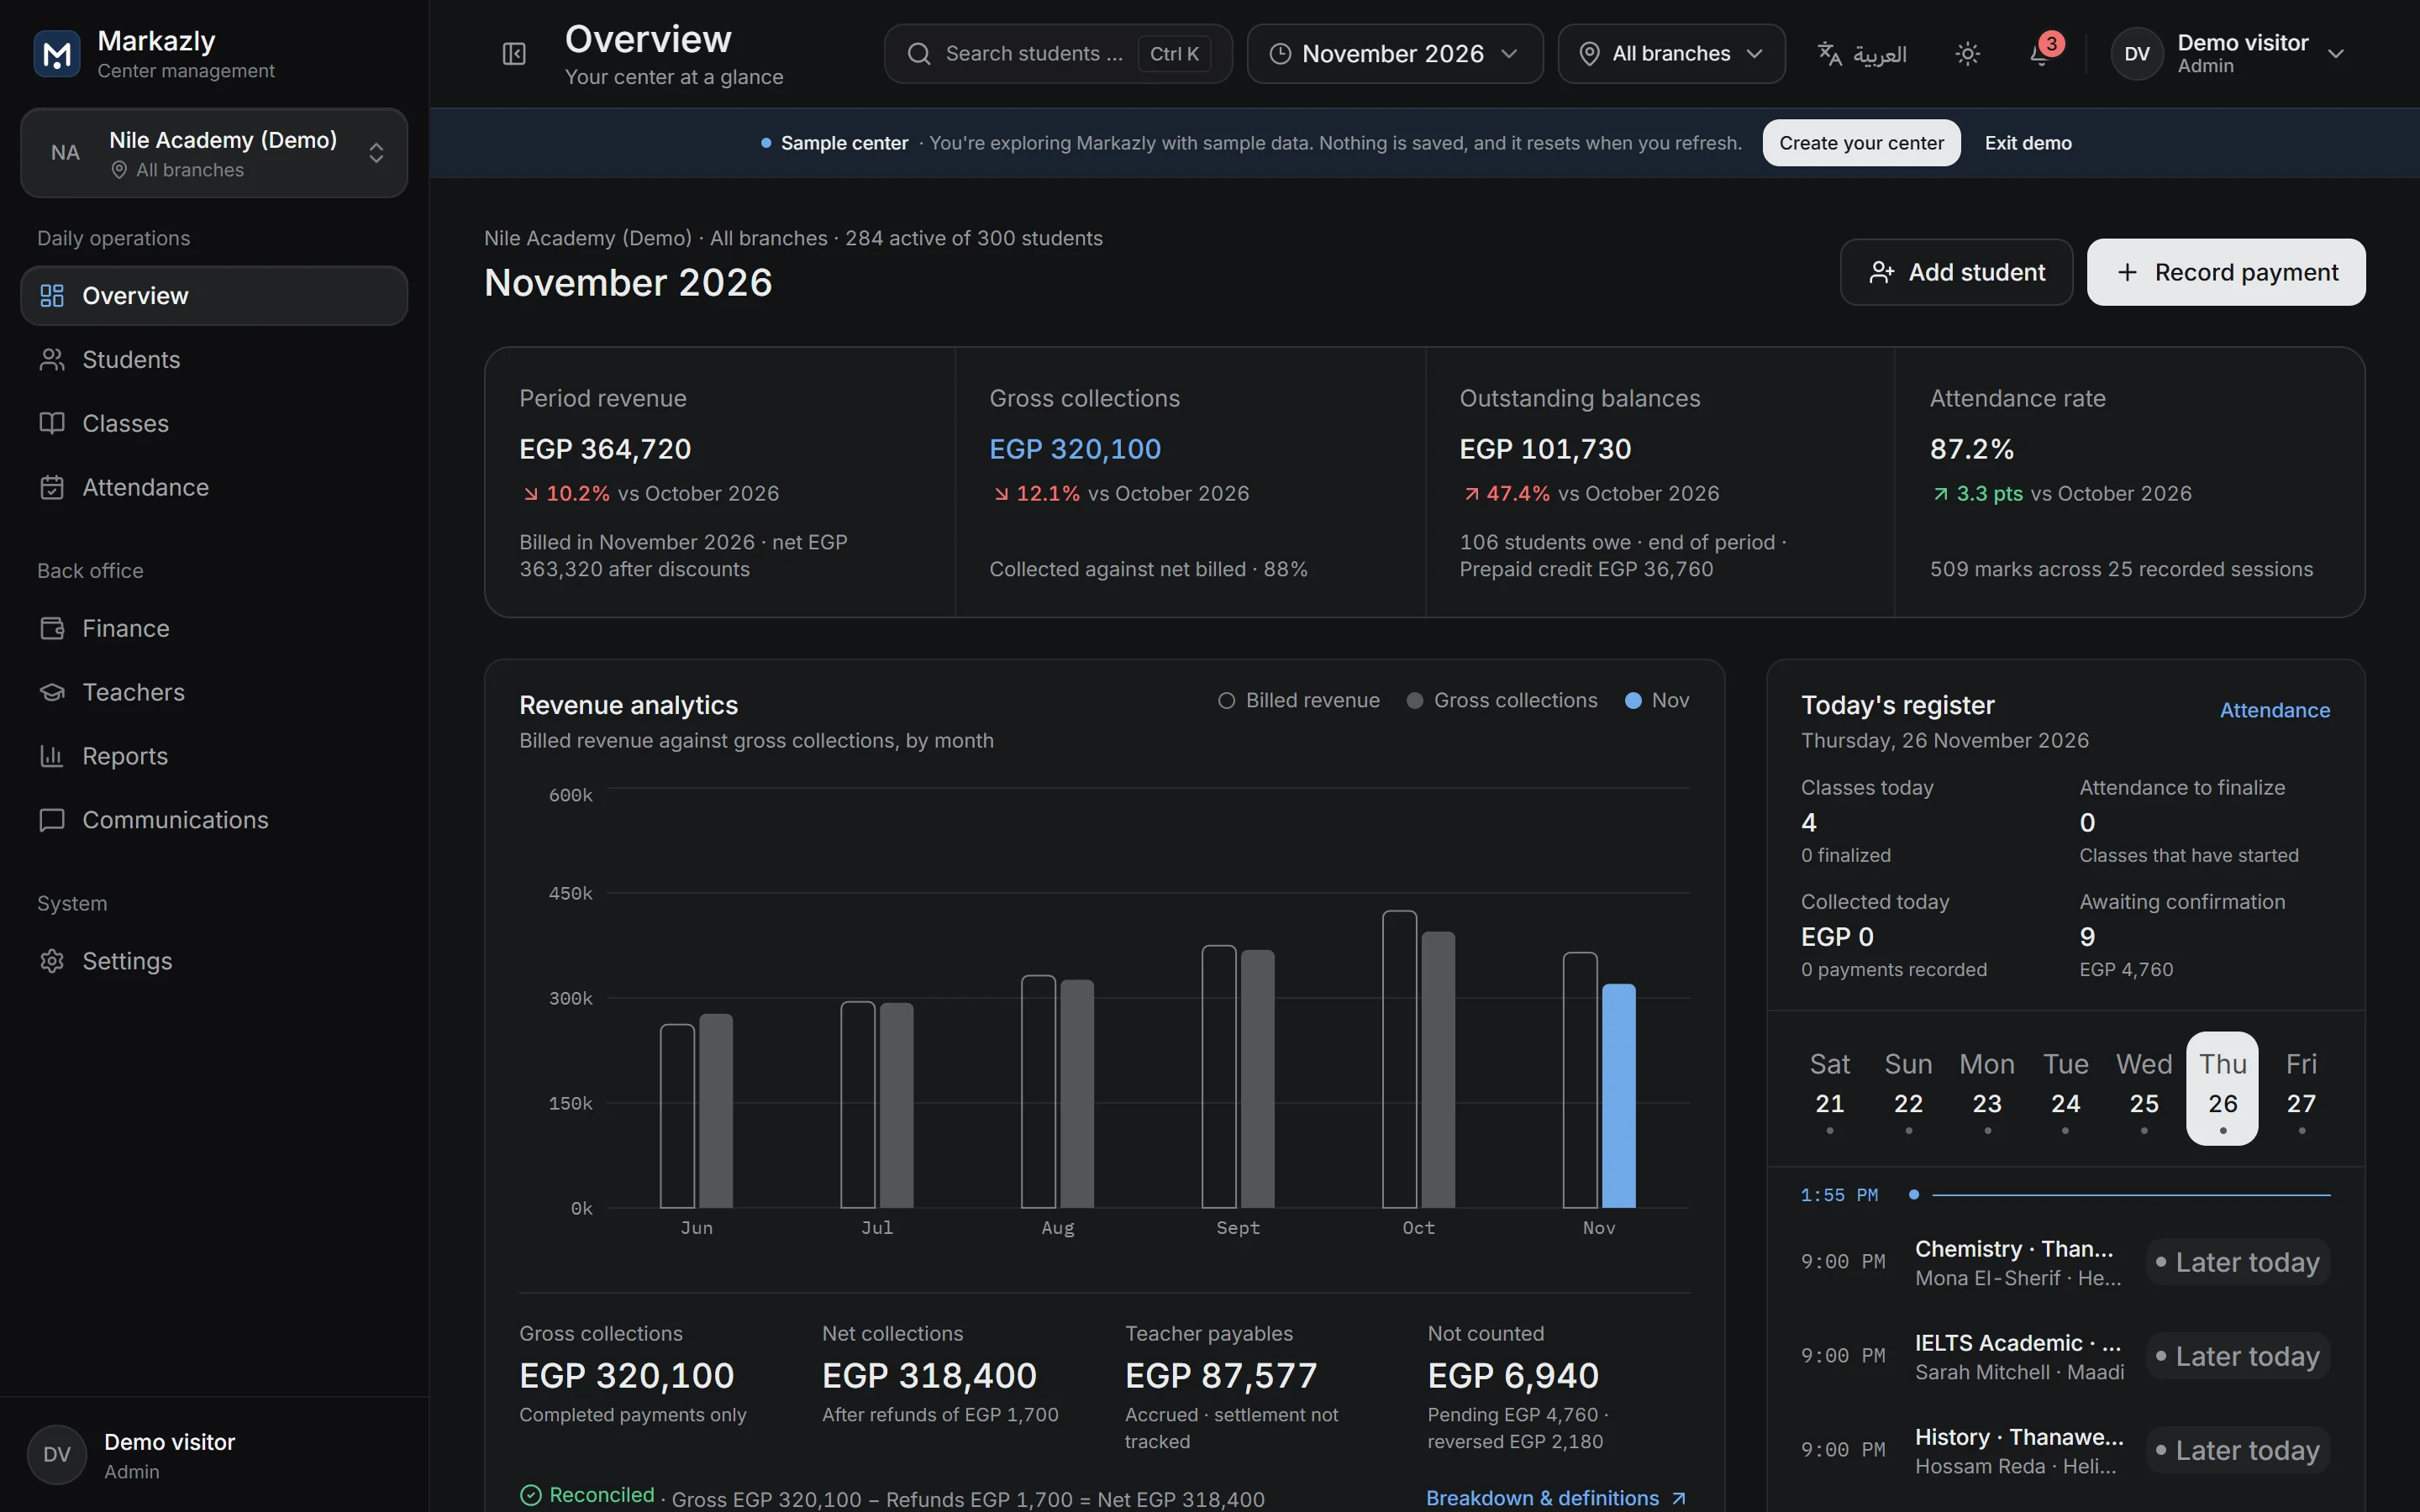 Markazly
Center management
NA
Nile Academy (Demo)
All branches
Daily operations
Overview
Students
Classes
Attendance
Back office
Finance
Teachers
Reports
Communications
System
Settings
DV
Demo visitor
Admin
Overview
Your center at a glance
Search students ...
Ctrl K
November 2026
All branches
العربية
3
DV
Demo visitor
Admin
Sample center · You're exploring Markazly with sample data. Nothing is saved, and it resets when you refresh.
Create your center
Exit demo
Nile Academy (Demo) · All branches · 284 active of 300 students
November 2026
Add student
Record payment
Period revenue
EGP 364,720
10.2% vs October 2026
Billed in November 2026 · net EGP
363,320 after discounts
Gross collections
EGP 320,100
12.1% vs October 2026
Collected against net billed · 88%
Outstanding balances
EGP 101,730
47.4% vs October 2026
106 students owe · end of period ·
Prepaid credit EGP 36,760
Attendance rate
87.2%
3.3 pts vs October 2026
509 marks across 25 recorded sessions
Revenue analytics
Billed revenue against gross collections, by month
Billed revenue
Gross collections
Nov
600k
450k
300k
150k
0k
Jun
Jul
Aug
Sept
Oct
Nov
Gross collections
EGP 320,100
Completed payments only
Net collections
EGP 318,400
After refunds of EGP 1,700
Teacher payables
EGP 87,577
Accrued · settlement not
tracked
Not counted
EGP 6,940
Pending EGP 4,760 ·
reversed EGP 2,180
Reconciled · Gross EGP 320,100 − Refunds EGP 1,700 = Net EGP 318,400
Breakdown & definitions
Today's register
Thursday, 26 November 2026
Attendance
Classes today
4
0 finalized
Attendance to finalize
0
Classes that have started
Collected today
EGP 0
0 payments recorded
Awaiting confirmation
9
EGP 4,760
Sat
21
Sun
22
Mon
23
Tue
24
Wed
25
Thu
26
Fri
27
1:55 PM
9:00 PM
Chemistry · Than...
Mona El-Sherif · He...
Later today
9:00 PM
IELTS Academic · ...
Sarah Mitchell · Maadi
Later today
9:00 PM
History · Thanawe...
Hossam Reda · Heli...
Later today